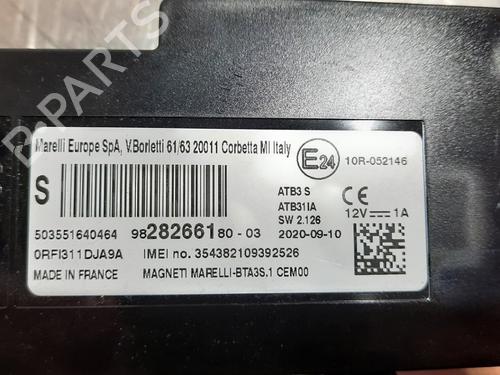 Marelli Europe SpA, V.Borletti 61/63 20011 Corbetta MI Italy
E24 10R-052146
S
ATB3 S
ATB31IA
SW 2.126
CE
503551640464 9828266180-03 2020-09-10 12V 1A
0RFI311DJA9A IMEI no. 354382109392526
MADE IN FRANCE MAGNETI MARELLI-BTA3S.1 CEM00
B-PARTS